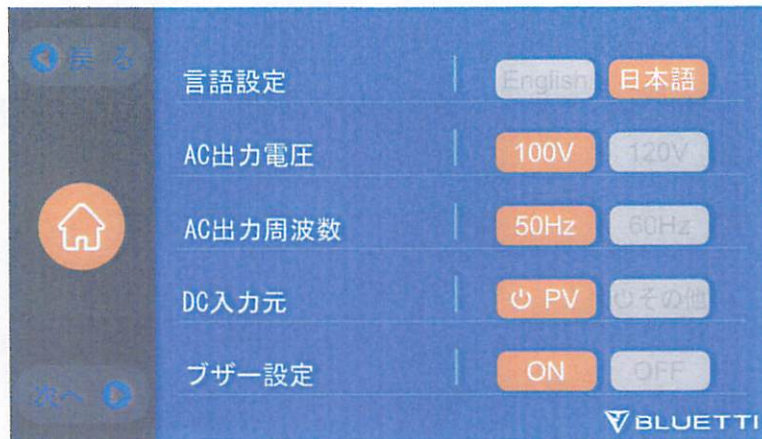 戻る
言語設定 English 日本語
AC出力電圧 100V 120V
AC出力周波数 50Hz 60Hz
DC入力元 PV その他
ブザー設定 ON OFF
次へ
BLUETTI